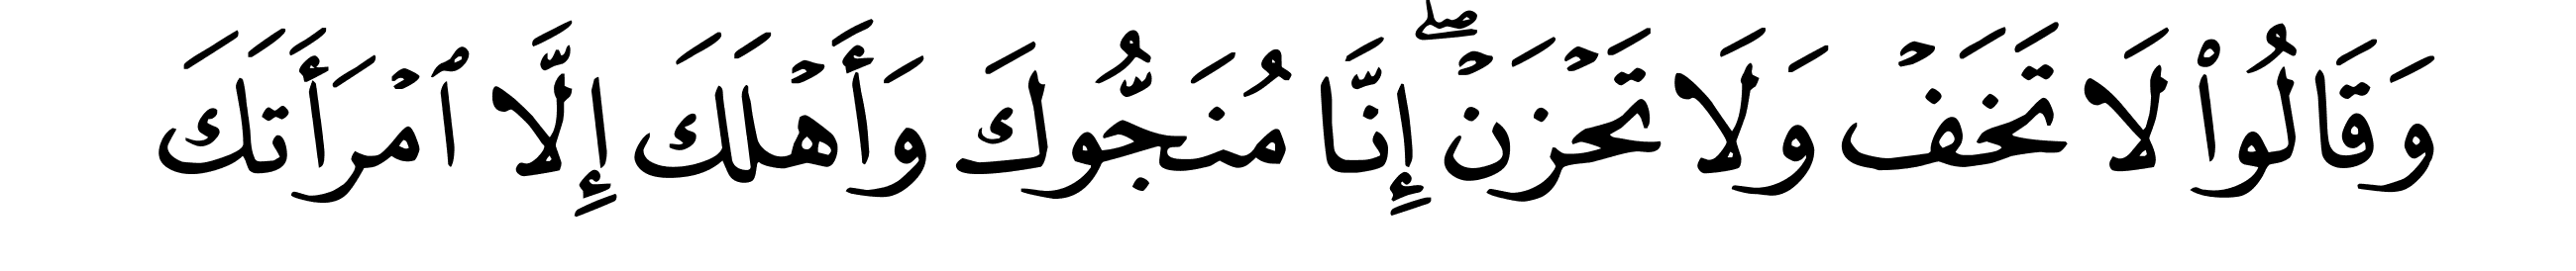 وَقَالُوا۟ لَا تَخَفۡ وَلَا تَحۡزَنۡۖ إِنَّا مُنَجُّوكَ وَأَهۡلَكَ إِلَّا ٱمۡرَأَتَكَ